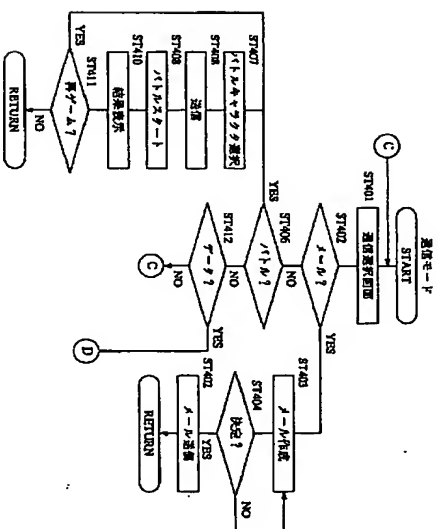 通信モード
START
C
ST401
通信選択画面
ST402
メール?
YES
NO
ST403
メール作成
ST404
決定?
NO
YES
ST402
メール送信
RETURN
ST406
バトル?
YES
NO
ST412
データ?
YES
NO
C
D
ST407
バトルキャラクタ選択
ST408
送信
ST408
バトルスタート
ST410
結果表示
ST411
再ゲーム?
YES
NO
RETURN